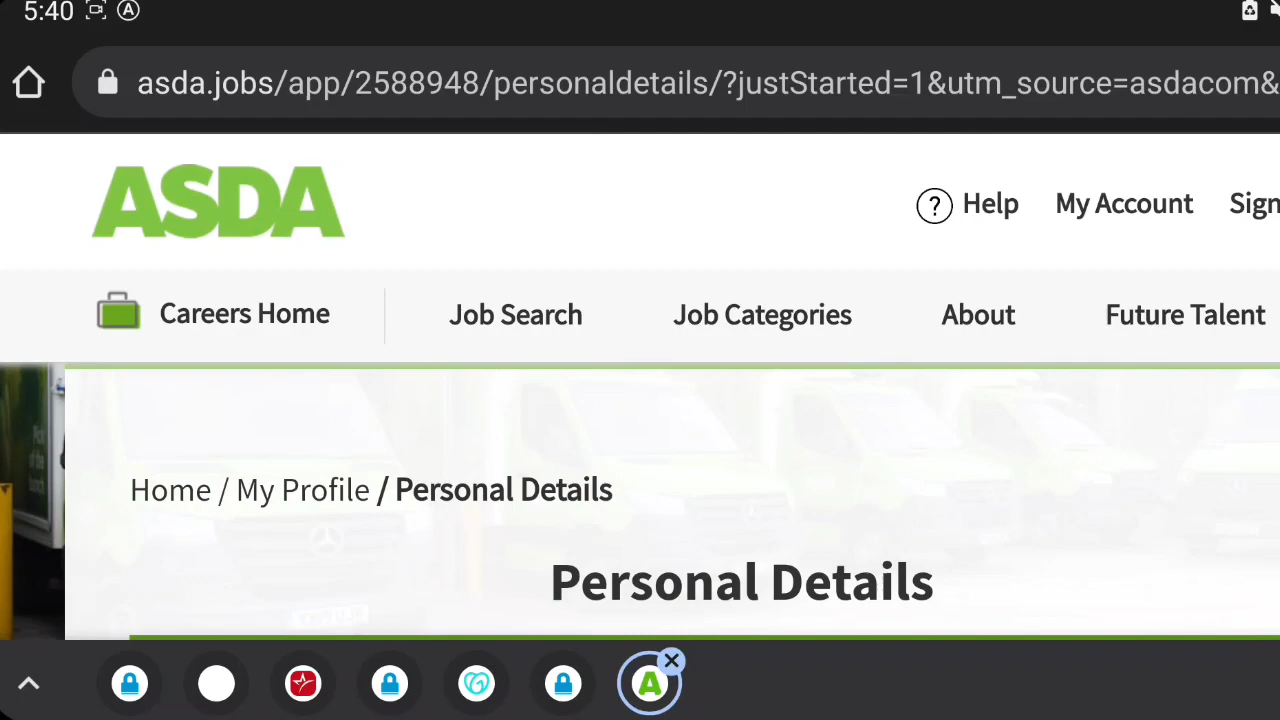 5:40
asda.jobs/app/2588948/personaldetails/?justStarted=1&utm_source=asdacom&
ASDA
? Help My Account Sign
Careers Home Job Search Job Categories About Future Talent
Home / My Profile / Personal Details
Personal Details